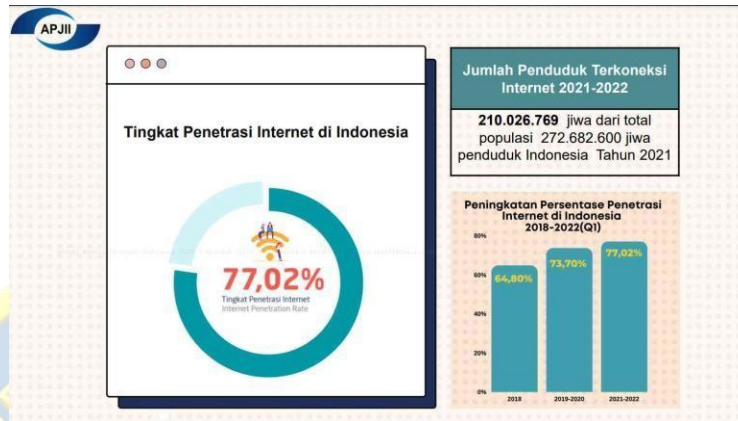 APJII
Tingkat Penetrasi Internet di Indonesia
77,02%
Tingkat Penetrasi Internet
Internet Penetration Rate
Jumlah Penduduk Terkoneksi
Internet 2021-2022
210.026.769 jiwa dari total
populasi 272.682.600 jiwa
penduduk Indonesia Tahun 2021
Peningkatan Persentase Penetrasi
Internet di Indonesia
2018-2022(Q1)
80%
60%
40%
20%
0%
64,80%
73,70%
77,02%
2018
2019-2020
2021-2022